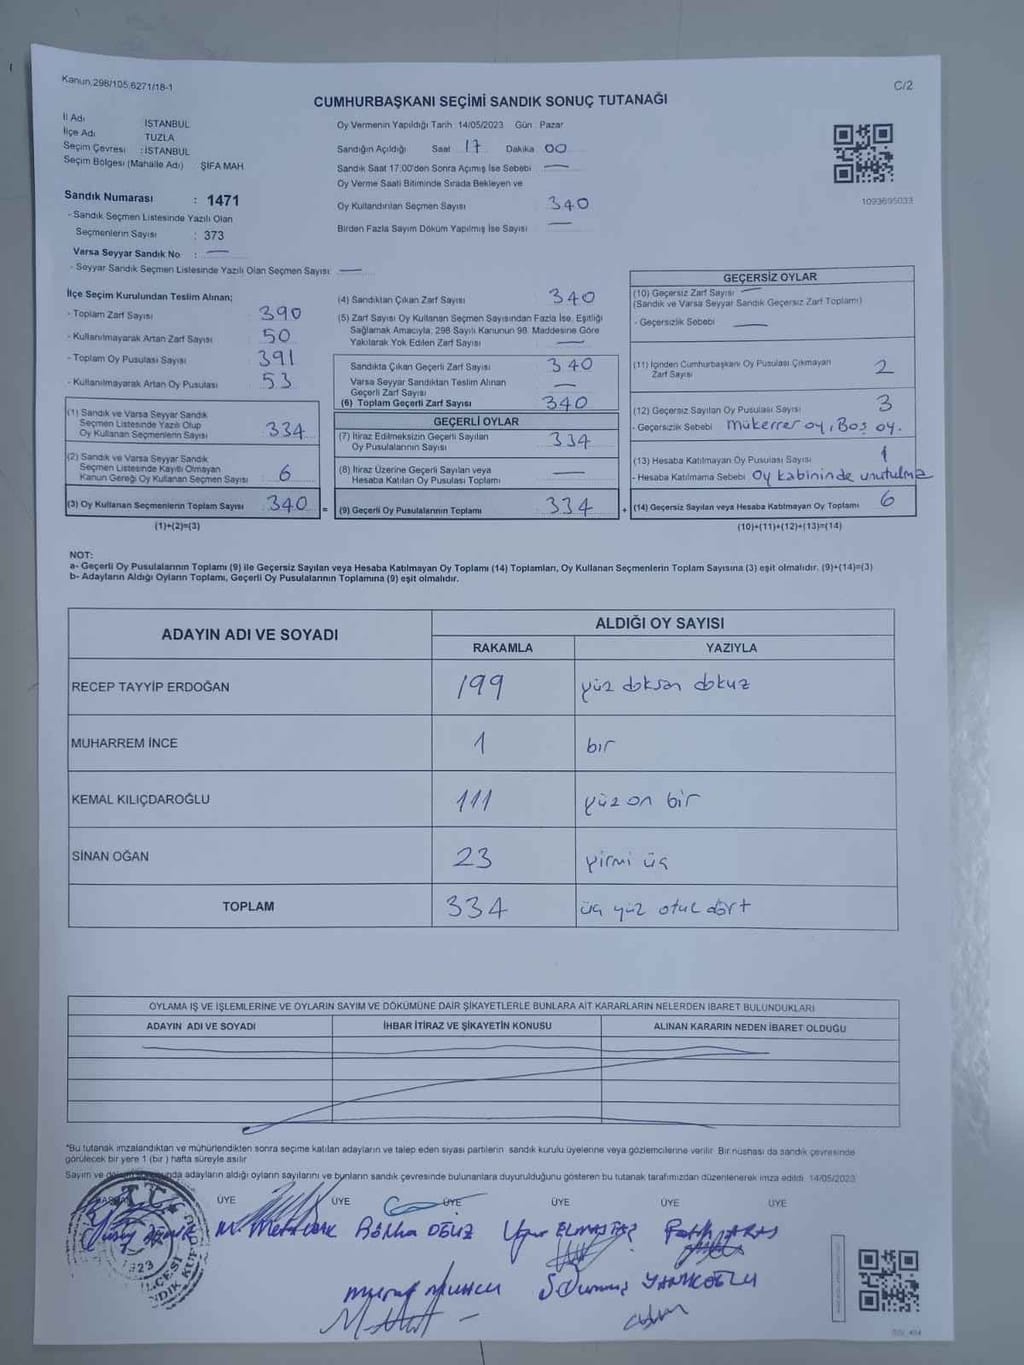 Kanun 298/105,6271/18-1
C/2
CUMHURBAŞKANI SEÇİMİ SANDIK SONUÇ TUTANAĞI
İl Adı İSTANBUL
İlçe Adı TUZLA
Seçim Çevresi : İSTANBUL
Seçim Bölgesi (Mahalle Adı) ŞİFA MAH
Sandık Numarası : 1471
- Sandık Seçmen Listesinde Yazılı Olan
Seçmenlerin Sayısı : 373
Varsa Seyyar Sandık No : —
- Seyyar Sandık Seçmen Listesinde Yazılı Olan Seçmen Sayısı: —
Oy Vermenin Yapıldığı Tarih 14/05/2023 Gün Pazar
Sandığın Açıldığı Saat 17 Dakika 00
Sandık Saat 17:00'den Sonra Açmış İse Sebebi —
Oy Verme Saati Bitiminde Sırada Bekleyen ve
Oy Kullandırılan Seçmen Sayısı 340
Birden Fazla Sayım Döküm Yapılmış İse Sayısı —
1093695033
İlçe Seçim Kurulundan Teslim Alınan;
- Toplam Zarf Sayısı 390
- Kullanılmayarak Artan Zarf Sayısı 50
- Toplam Oy Pusulası Sayısı 391
- Kullanılmayarak Artan Oy Pusulası 53
(1) Sandık ve Varsa Seyyar Sandık
Seçmen Listesinde Yazılı Olup
Oy Kullanan Seçmenlerin Sayısı 334
(2) Sandık ve Varsa Seyyar Sandık
Seçmen Listesinde Kayıtlı Olmayan
Kanun Gereği Oy Kullanan Seçmen Sayısı 6
(3) Oy Kullanan Seçmenlerin Toplam Sayısı 340 =
(1)+(2)=(3)
(4) Sandıktan Çıkan Zarf Sayısı 340
(5) Zarf Sayısı Oy Kullanan Seçmen Sayısından Fazla İse, Eşitliği
Sağlamak Amacıyla, 298 Sayılı Kanunun 98. Maddesine Göre
Yakılarak Yok Edilen Zarf Sayısı —
Sandıkta Çıkan Geçerli Zarf Sayısı 340
Varsa Seyyar Sandıktan Teslim Alınan
Geçerli Zarf Sayısı —
(6) Toplam Geçerli Zarf Sayısı 340
GEÇERLİ OYLAR
(7) İtiraz Edilmeksizin Geçerli Sayılan
Oy Pusulasının Sayısı 334
(8) İtiraz Üzerine Geçerli Sayılan veya
Hesaba Katılan Oy Pusulası Toplamı —
(9) Geçerli Oy Pusulalarının Toplamı 334 +
GEÇERSİZ OYLAR
(10) Geçersiz Zarf Sayısı —
(Sandık ve Varsa Seyyar Sandık Geçersiz Zarf Toplamı)
- Geçersizlik Sebebi —
(11) İçinden Cumhurbaşkanı Oy Pusulası Çıkmayan
Zarf Sayısı 2
(12) Geçersiz Sayılan Oy Pusulası Sayısı 3
- Geçersizlik Sebebi mükerrer oy, Boş oy.
(13) Hesaba Katılmayan Oy Pusulası Sayısı 1
- Hesaba Katılmama Sebebi Oy kabininde unutulma
(14) Geçersiz Sayılan veya Hesaba Katılmayan Oy Toplamı 6
(10)+(11)+(12)+(13)=(14)
NOT:
a- Geçerli Oy Pusulalarının Toplamı (9) ile Geçersiz Sayılan veya Hesaba Katılmayan Oy Toplamı (14) Toplamları, Oy Kullanan Seçmenlerin Toplam Sayısına (3) eşit olmalıdır. (9)+(14)=(3)
b- Adayların Aldığı Oyların Toplamı, Geçerli Oy Pusulalarının Toplamına (9) eşit olmalıdır.
ADAYIN ADI VE SOYADI
ALDIĞI OY SAYISI
RAKAMLA YAZIYLA
RECEP TAYYİP ERDOĞAN 199 yüz doksan dokuz
MUHARREM İNCE 1 bir
KEMAL KILIÇDAROĞLU 111 yüz on bir
SİNAN OĞAN 23 yirmi üç
TOPLAM 334 üç yüz otuz dört
OYLAMA İŞ VE İŞLEMLERİNE VE OYLARIN SAYIM VE DÖKÜMÜNE DAİR ŞİKAYETLERLE BUNLARA AİT KARARLARIN NELERDEN İBARET BULUNDUKLARI
ADAYIN ADI VE SOYADI İHBAR İTİRAZ VE ŞİKAYETİN KONUSU ALINAN KARARIN NEDEN İBARET OLDUĞU
*Bu tutanak imzalandıktan ve mühürlendikten sonra seçime katılan adayların ve talep eden siyasi partilerin sandık kurulu üyelerine veya gözlemcilerine verilir. Bir nüshası da sandık çevresinde
görülecek bir yere 1 (bir) hafta süreyle asılır
Sayım ve adayların aldığı oyların sayılarını ve bunların sandık çevresinde bulunanlara duyurulduğunu gösteren bu tutanak tarafımızdan düzenlenerek imza edildi. 14/05/2023
ÜYE ÜYE ÜYE ÜYE ÜYE ÜYE
OĞUZ Uğur ELMASTAŞ Fatih ARAS
Murat YANIKOĞLU
T.C.
1923